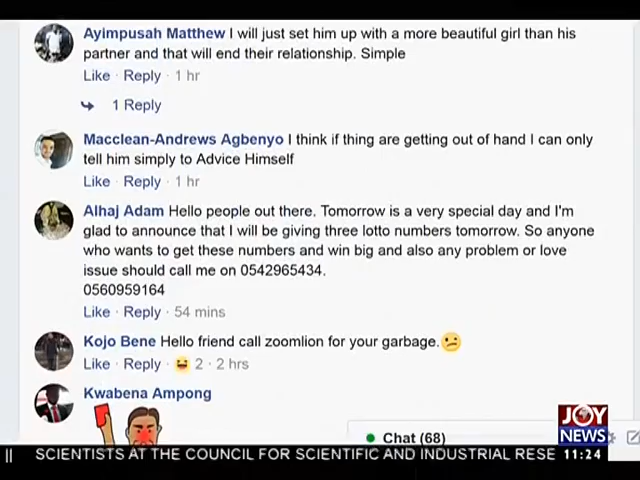 Ayimpusah Matthew I will just set him up with a more beautiful girl than his
partner and that will end their relationship. Simple
Like · Reply · 1 hr
1 Reply
Macclean-Andrews Agbenyo I think if thing are getting out of hand I can only
tell him simply to Advice Himself
Like · Reply · 1 hr
Alhaj Adam Hello people out there. Tomorrow is a very special day and I'm
glad to announce that I will be giving three lotto numbers tomorrow. So anyone
who wants to get these numbers and win big and also any problem or love
issue should call me on 0542965434.
0560959164
Like · Reply · 54 mins
Kojo Bene Hello friend call zoomlion for your garbage.
Like · Reply · 2 · 2 hrs
Kwabena Ampong
Chat (68)
JOY
NEWS
SCIENTISTS AT THE COUNCIL FOR SCIENTIFIC AND INDUSTRIAL RESE
11:24